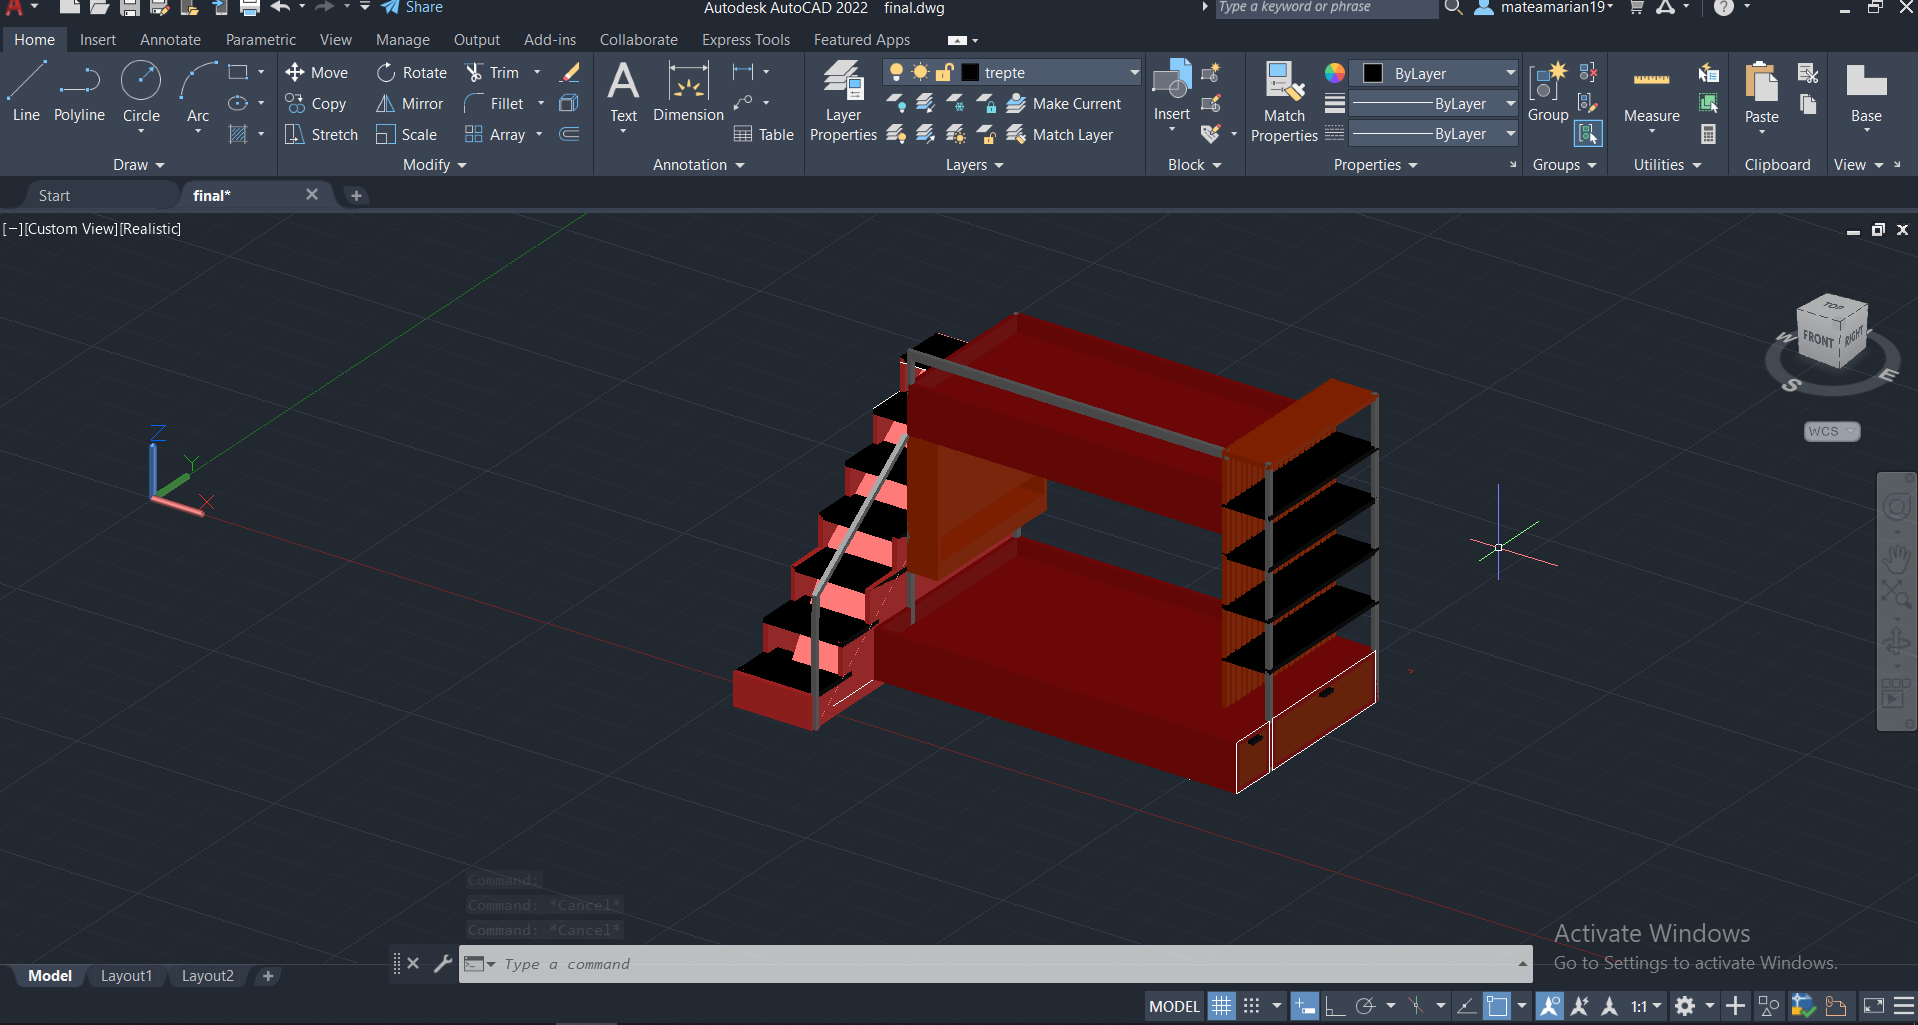 Share
Autodesk AutoCAD 2022 final.dwg
Type a keyword or phrase
mateamarian19
Home Insert Annotate Parametric View Manage Output Add-ins Collaborate Express Tools Featured Apps
Line Polyline Circle Arc
Draw
Move Rotate Trim
Copy Mirror Fillet
Stretch Scale Array
Modify
Text Dimension Table
Annotation
Layer Properties
trepte
Make Current
Match Layer
Layers
Insert
Block
Match Properties
ByLayer
ByLayer
ByLayer
Properties
Group
Groups
Measure
Utilities
Paste
Clipboard
Base
View
Start final*
[−][Custom View][Realistic]
TOP
FRONT RIGHT
W
S E
WCS
Z
Y
X
Command:
Command: *Cancel*
Command: *Cancel*
Type a command
Activate Windows
Go to Settings to activate Windows.
Model Layout1 Layout2
MODEL 1:1